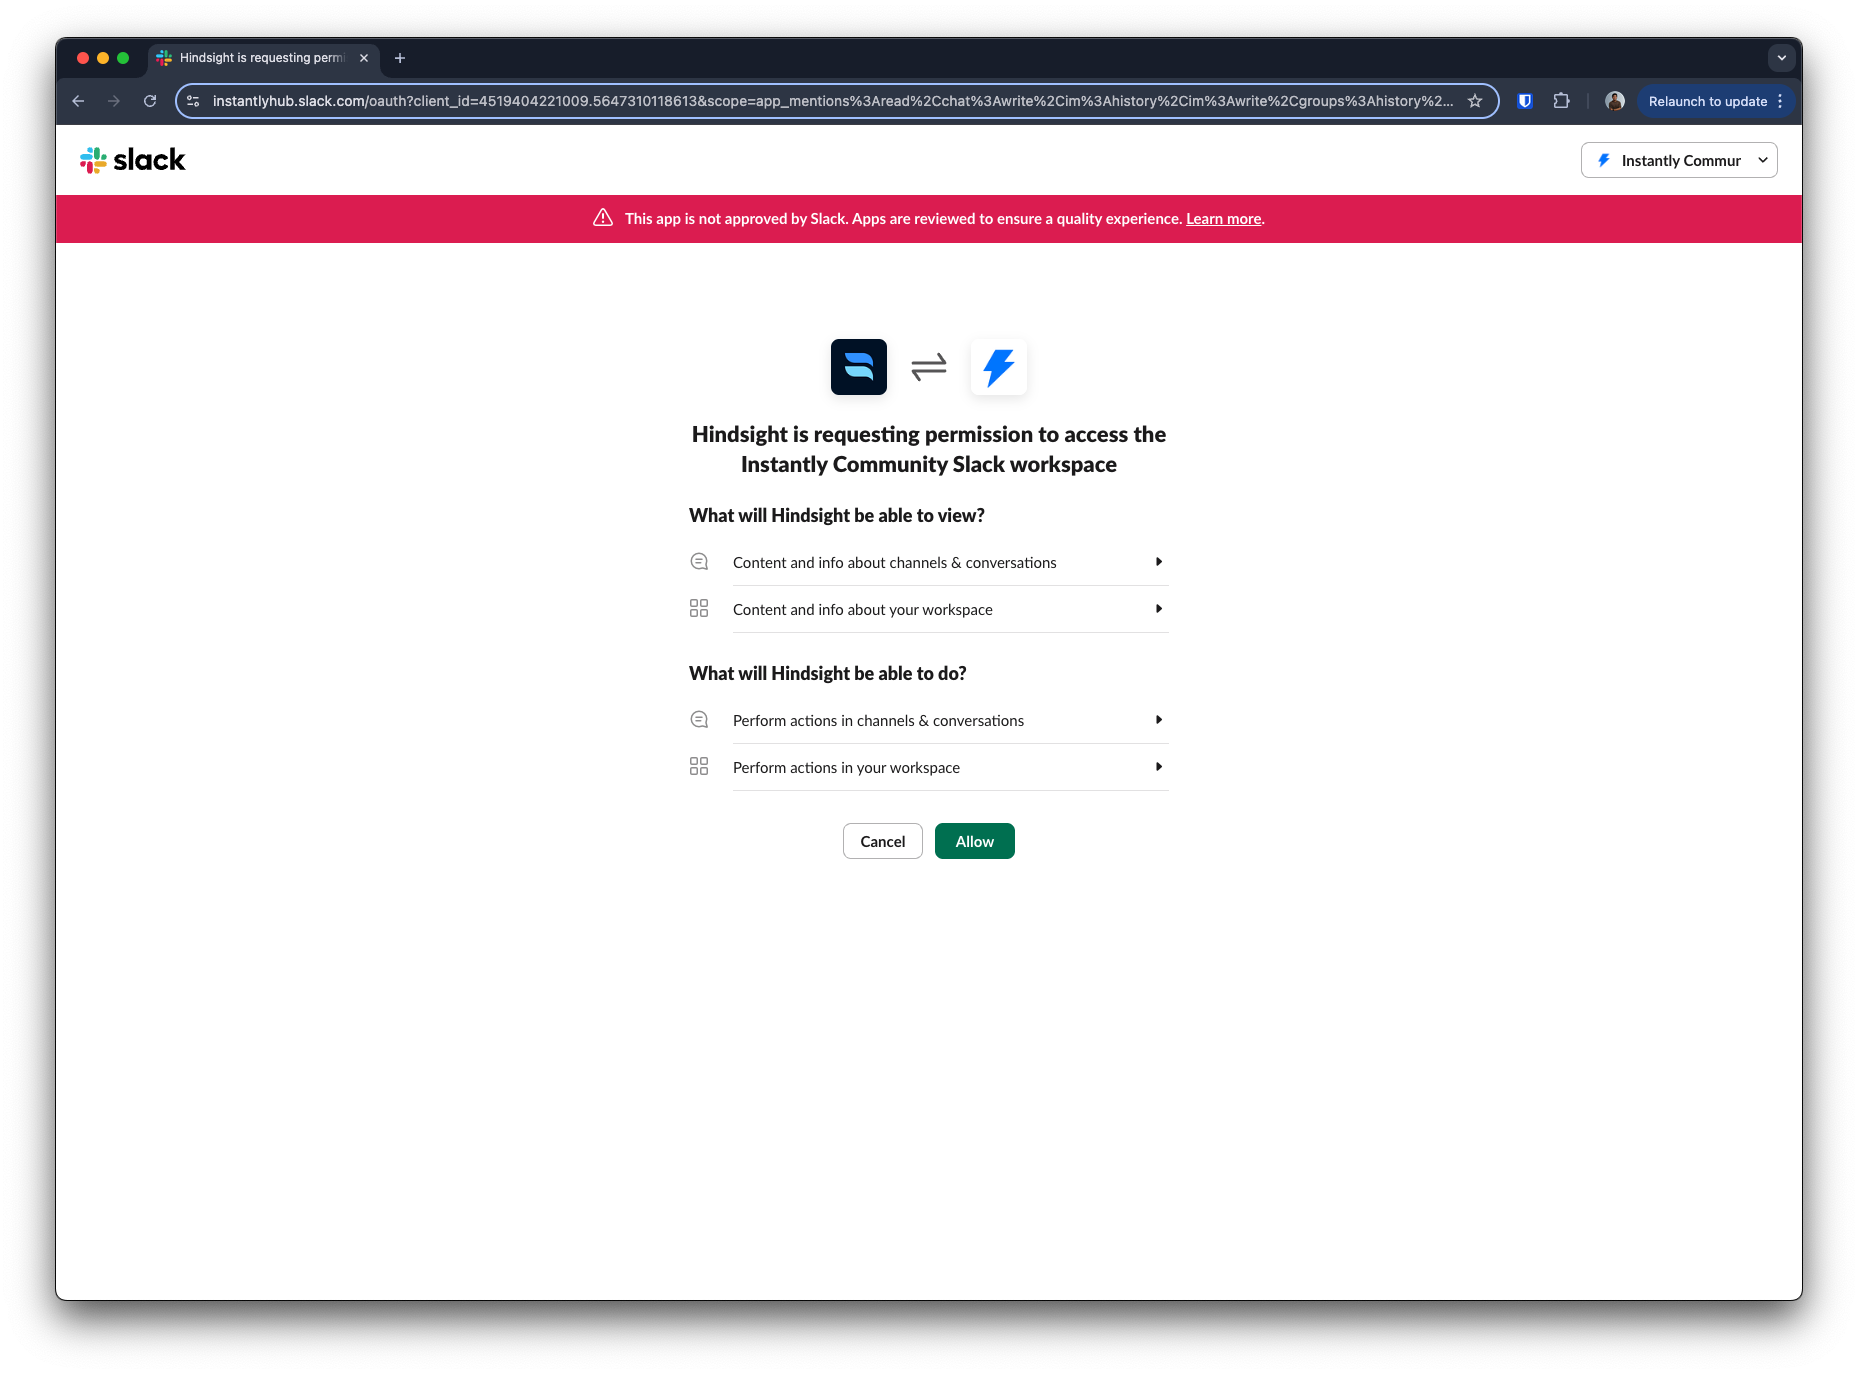 Hindsight is requesting perm
instantlyhub.slack.com/oauth?client_id=4519404221009.5647310118613&scope=app_mentions%3Aread%2Cchat%3Awrite%2Cim%3Ahistory%2Cim%3Awrite%2Cgroups%3Ahistory%2...
Relaunch to update
slack
Instantly Commur
This app is not approved by Slack. Apps are reviewed to ensure a quality experience. Learn more.
Hindsight is requesting permission to access the
Instantly Community Slack workspace
What will Hindsight be able to view?
Content and info about channels & conversations
Content and info about your workspace
What will Hindsight be able to do?
Perform actions in channels & conversations
Perform actions in your workspace
Cancel
Allow